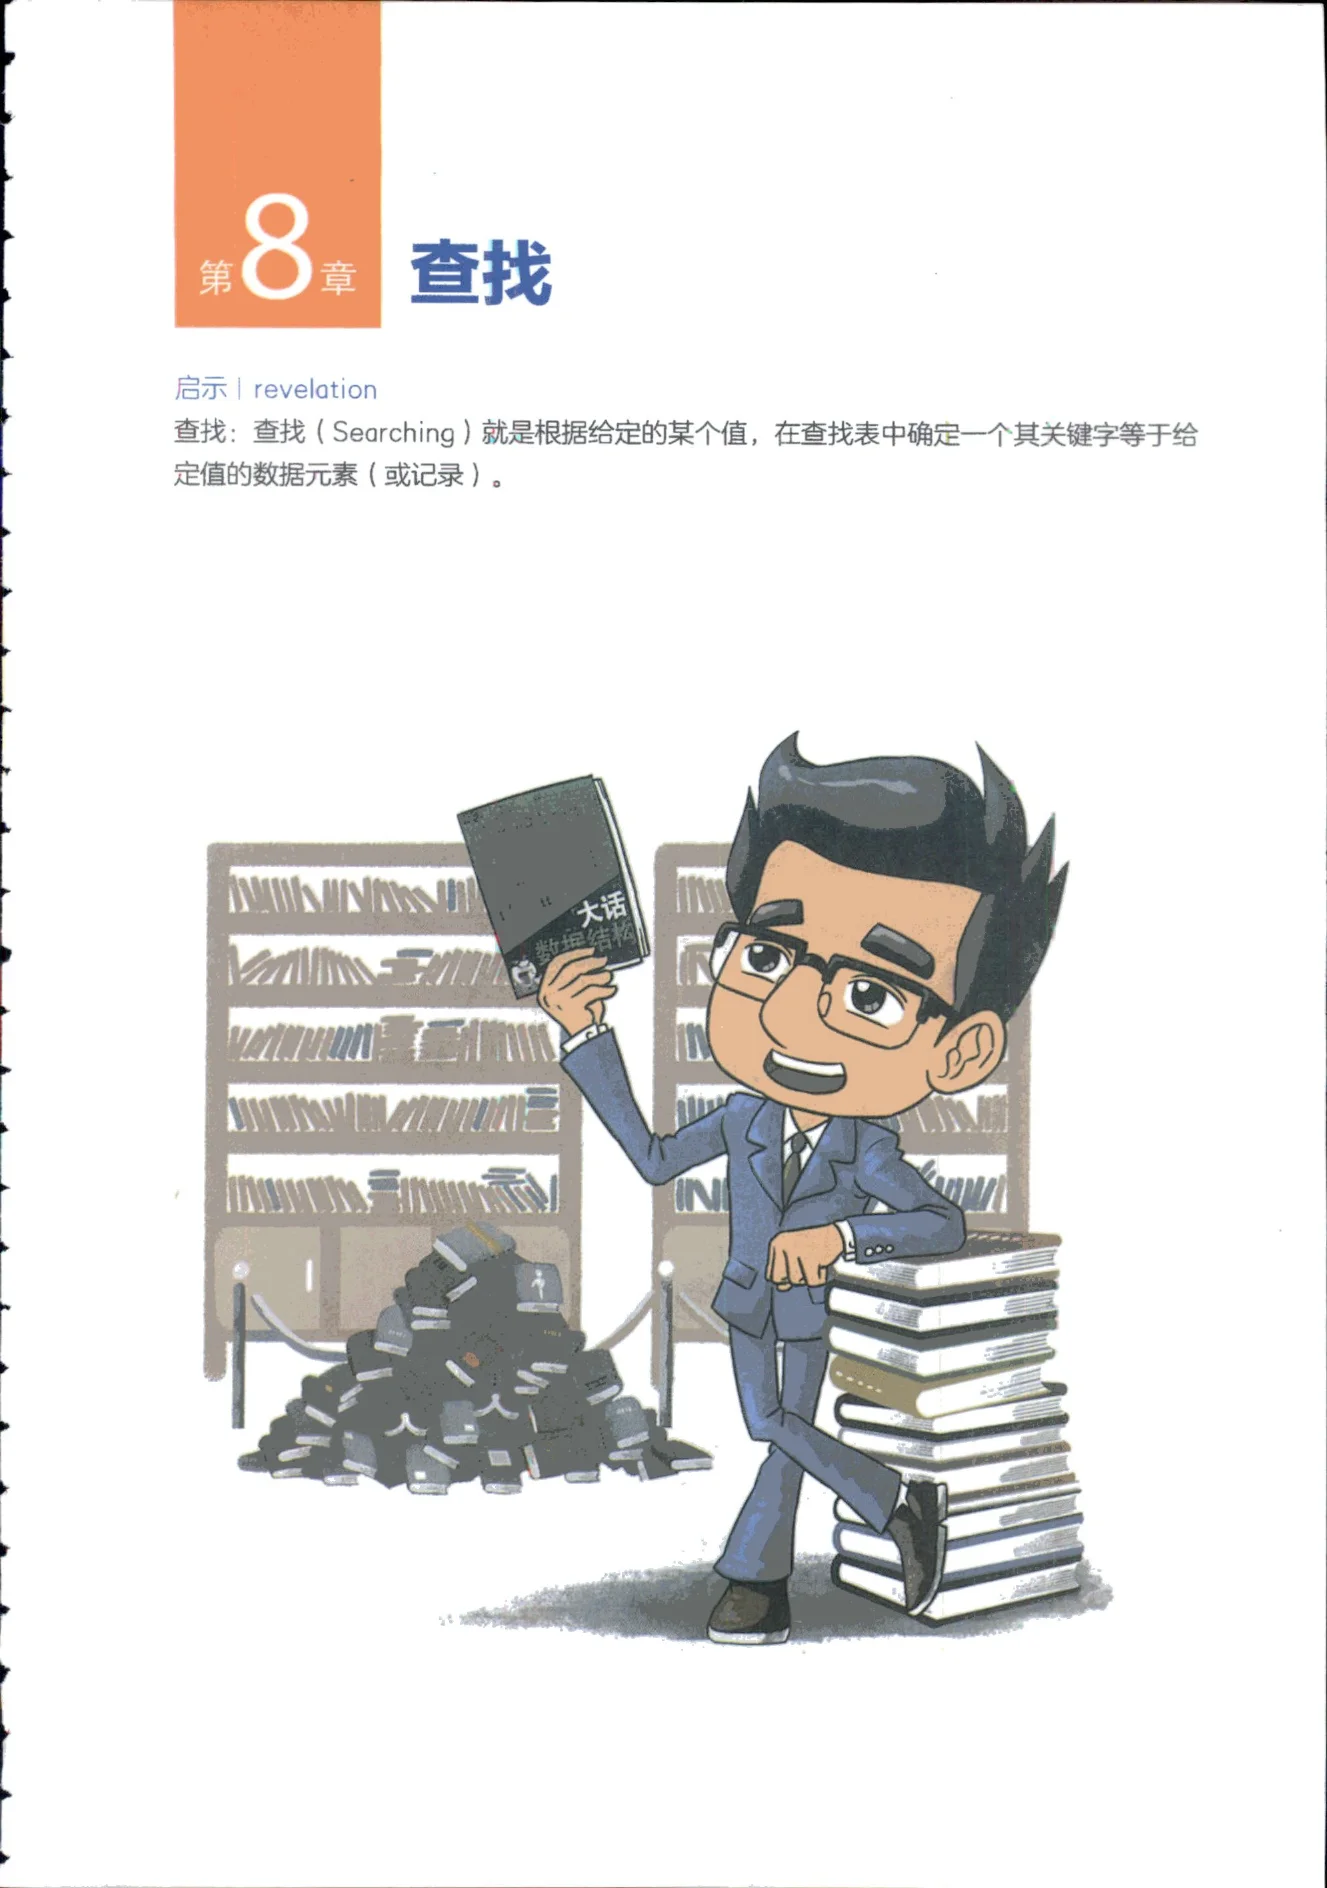 第8章 查找
启示｜revelation
查找：查找（Searching）就是根据给定的某个值，在查找表中确定一个其关键字等于给
定值的数据元素（或记录）。
大话
数据结构